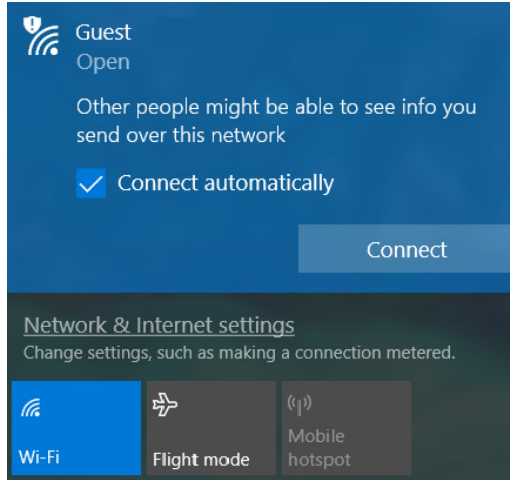 Guest
Open
Other people might be able to see info you
send over this network
Connect automatically
Connect
Network & Internet settings
Change settings, such as making a connection metered.
Wi-Fi
Flight mode
Mobile
hotspot